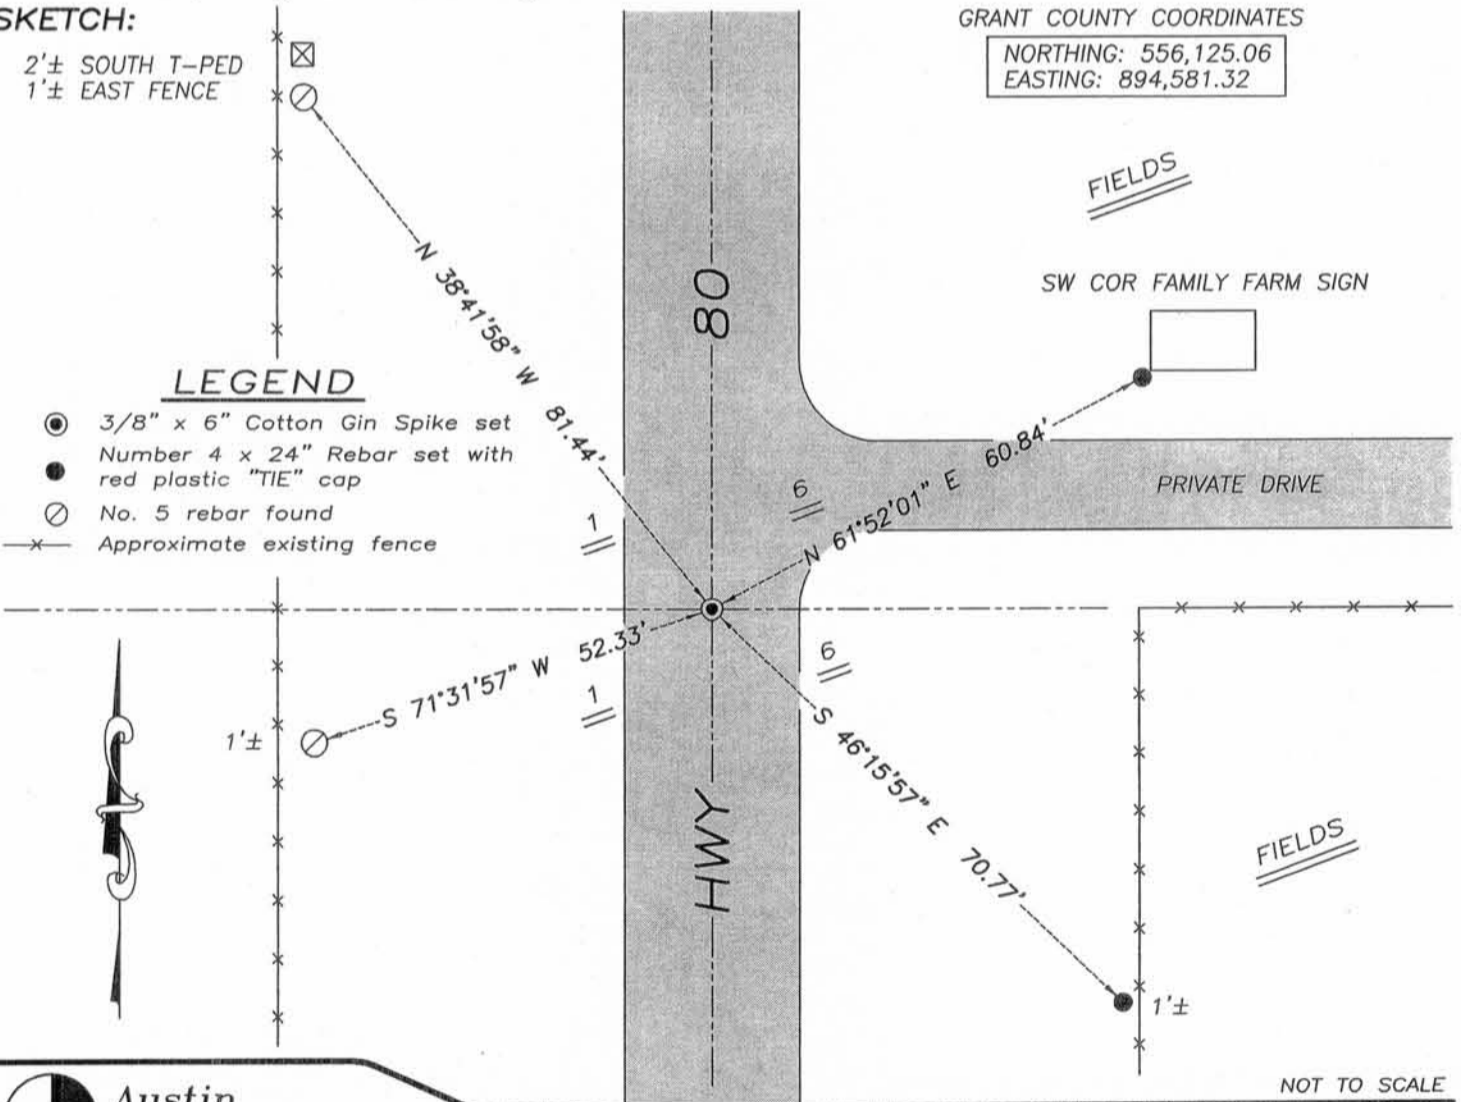 SKETCH:
2'± SOUTH T-PED
1'± EAST FENCE
GRANT COUNTY COORDINATES
NORTHING: 556,125.06
EASTING: 894,581.32
FIELDS
SW COR FAMILY FARM SIGN
N 38°41'58" W 81.44'
80
LEGEND
3/8" x 6" Cotton Gin Spike set
Number 4 x 24" Rebar set with
red plastic "TIE" cap
No. 5 rebar found
Approximate existing fence
N 61°52'01" E 60.84'
PRIVATE DRIVE
1
6
S 71°31'57" W 52.33'
1
6
1'±
S 46°15'57" E 70.77'
HWY
FIELDS
1'±
NOT TO SCALE
Austin